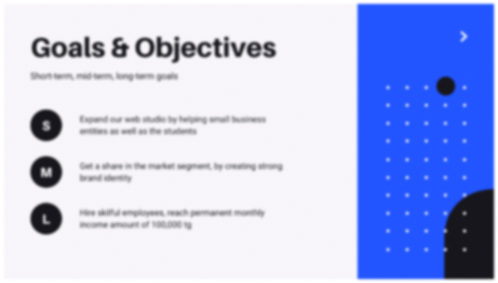 Goals & Objectives
Short-term, mid-term, long-term goals
S
Expand our web studio by helping small business
entities as well as the students
M
Get a share in the market segment, by creating strong
brand identity
L
Hire skilful employees, reach permanent monthly
income amount of 100,000 tg